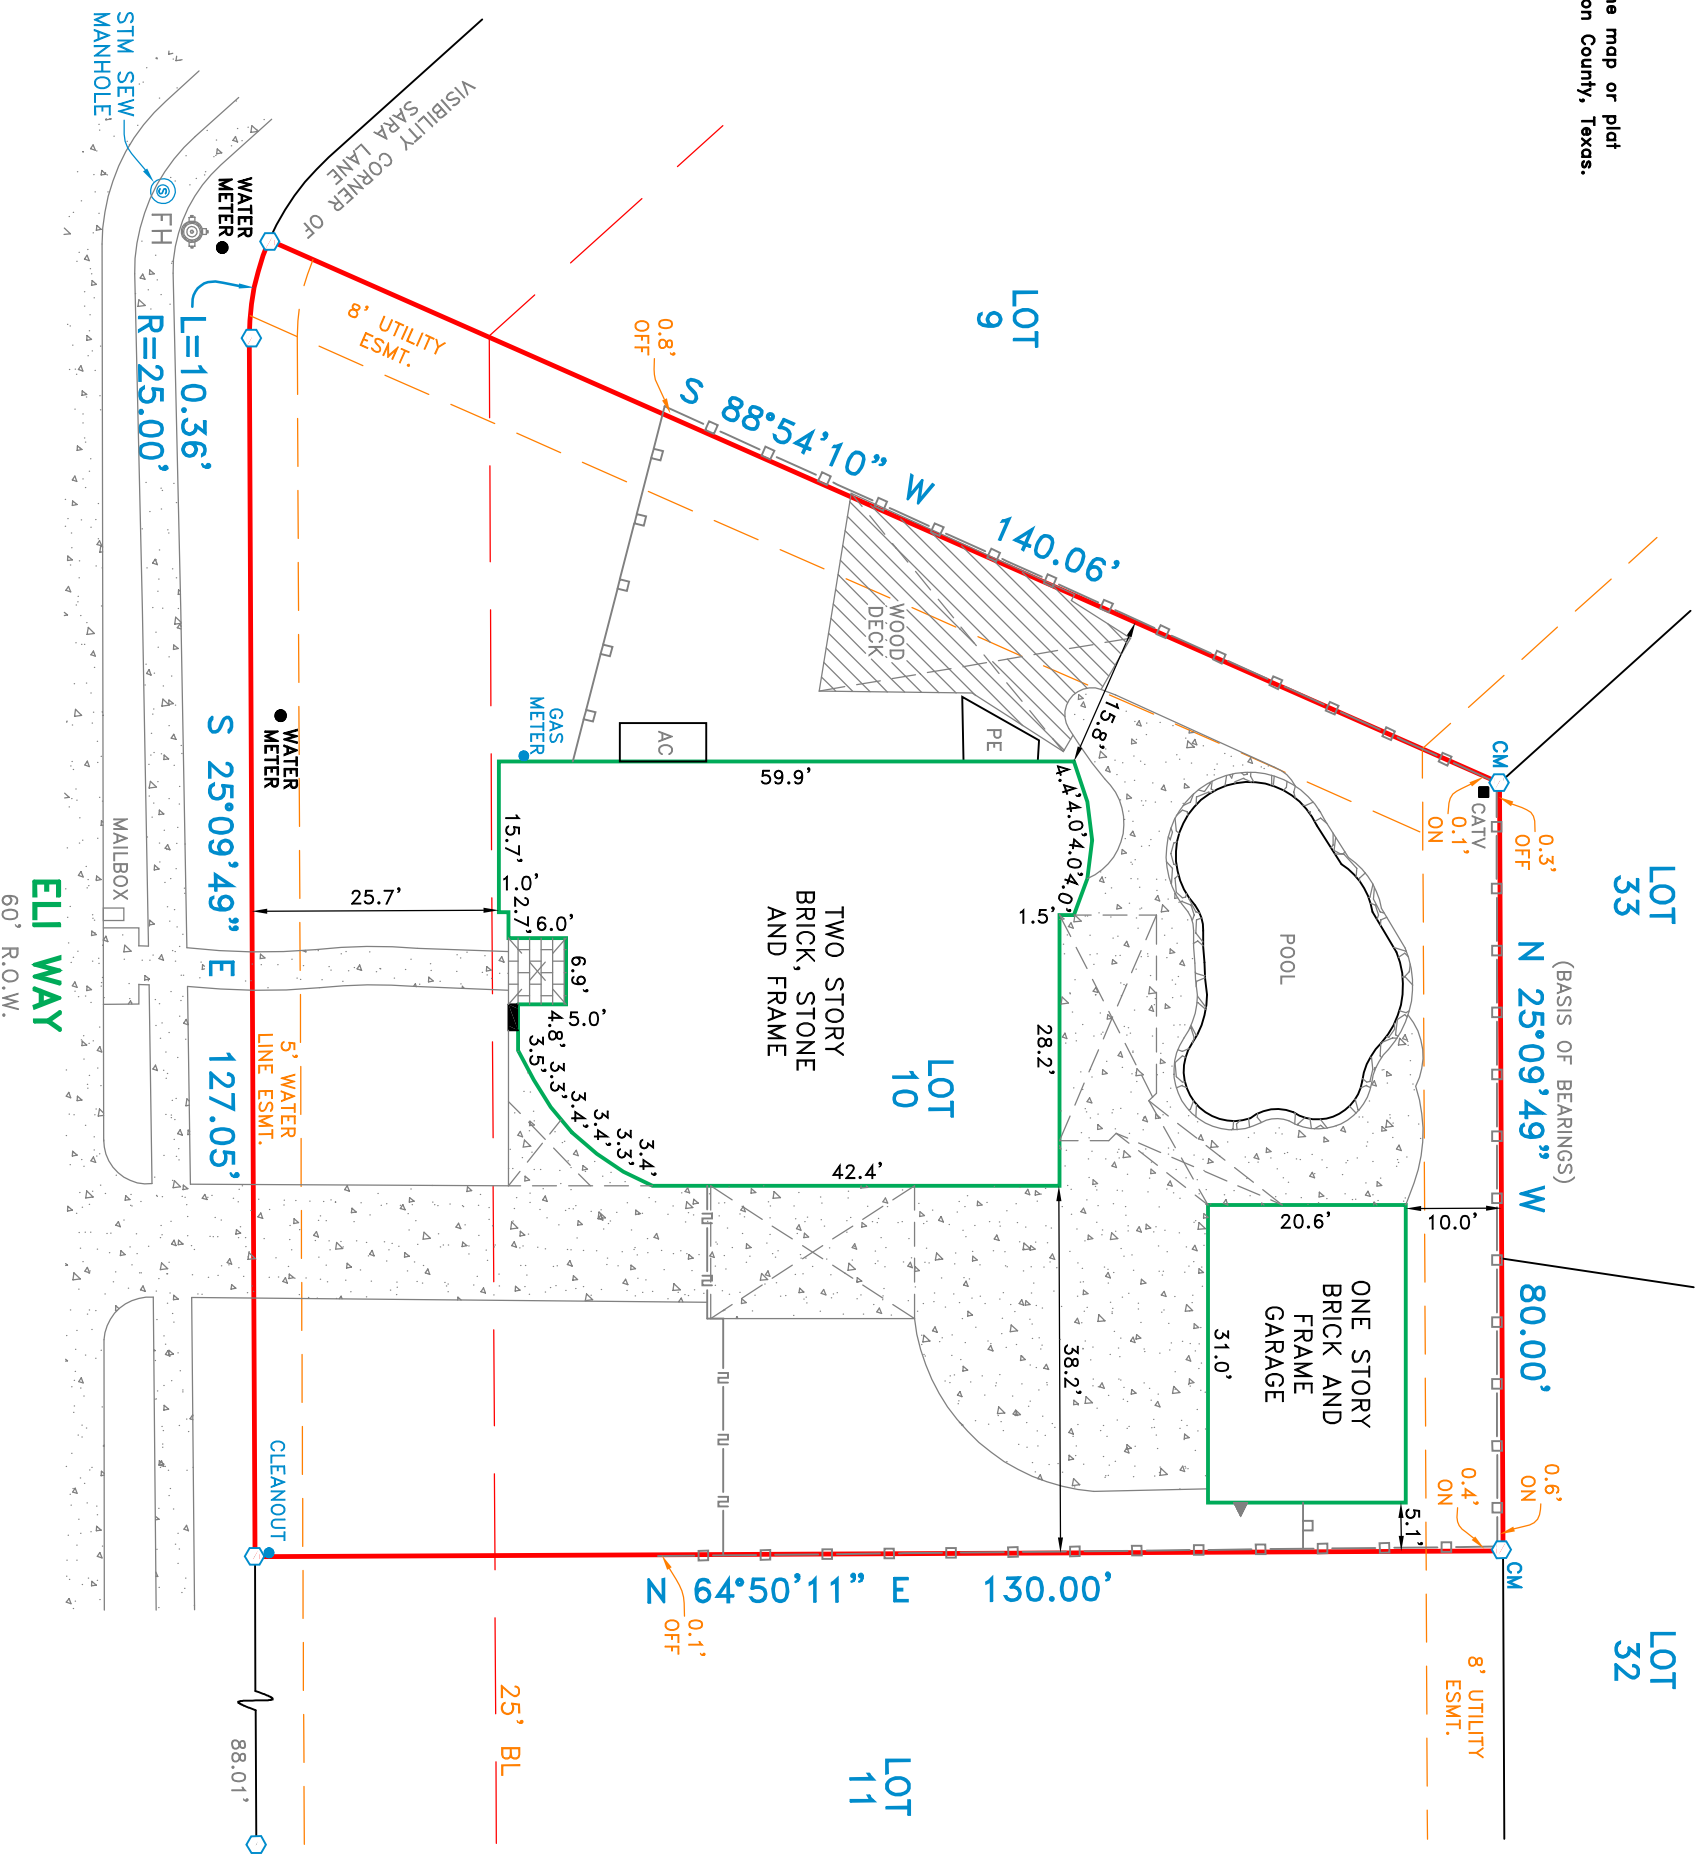 ne map or plat
on County, Texas.
STM SEW
MANHOLE
VISIBILITY CORNER OF
SARA LANE
WATER
METER
FH
S
L=10.36'
R=25.00'
8' UTILITY
ESMT.
0.8'
OFF
LOT
9
S 88°54'10" W 140.06'
WOOD
DECK
15.8'
CM
CATV
0.1'
ON
0.3'
OFF
LOT
33
(BASIS OF BEARINGS)
N 25°09'49" W 80.00'
GAS
METER
AC
PE
59.9'
4.4'
4.0'
4.0'
4.0'
1.5'
28.2'
15.7'
1.0'
2.7'
6.0'
6.9'
5.0'
4.8'
3.5'
3.3'
3.4'
3.4'
3.3'
3.4'
42.4'
TWO STORY
BRICK, STONE
AND FRAME
LOT
10
POOL
WATER
METER
25.7'
S 25°09'49" E 127.05'
MAILBOX
ELI WAY
60' R.O.W.
5' WATER
LINE ESMT.
20.6'
10.0'
ONE STORY
BRICK AND
FRAME
GARAGE
31.0'
38.2'
5.1'
0.6'
ON
0.4'
ON
CM
CLEANOUT
N 64°50'11" E 130.00'
0.1'
OFF
LOT
32
8' UTILITY
ESMT.
25' BL
LOT
11
88.01'